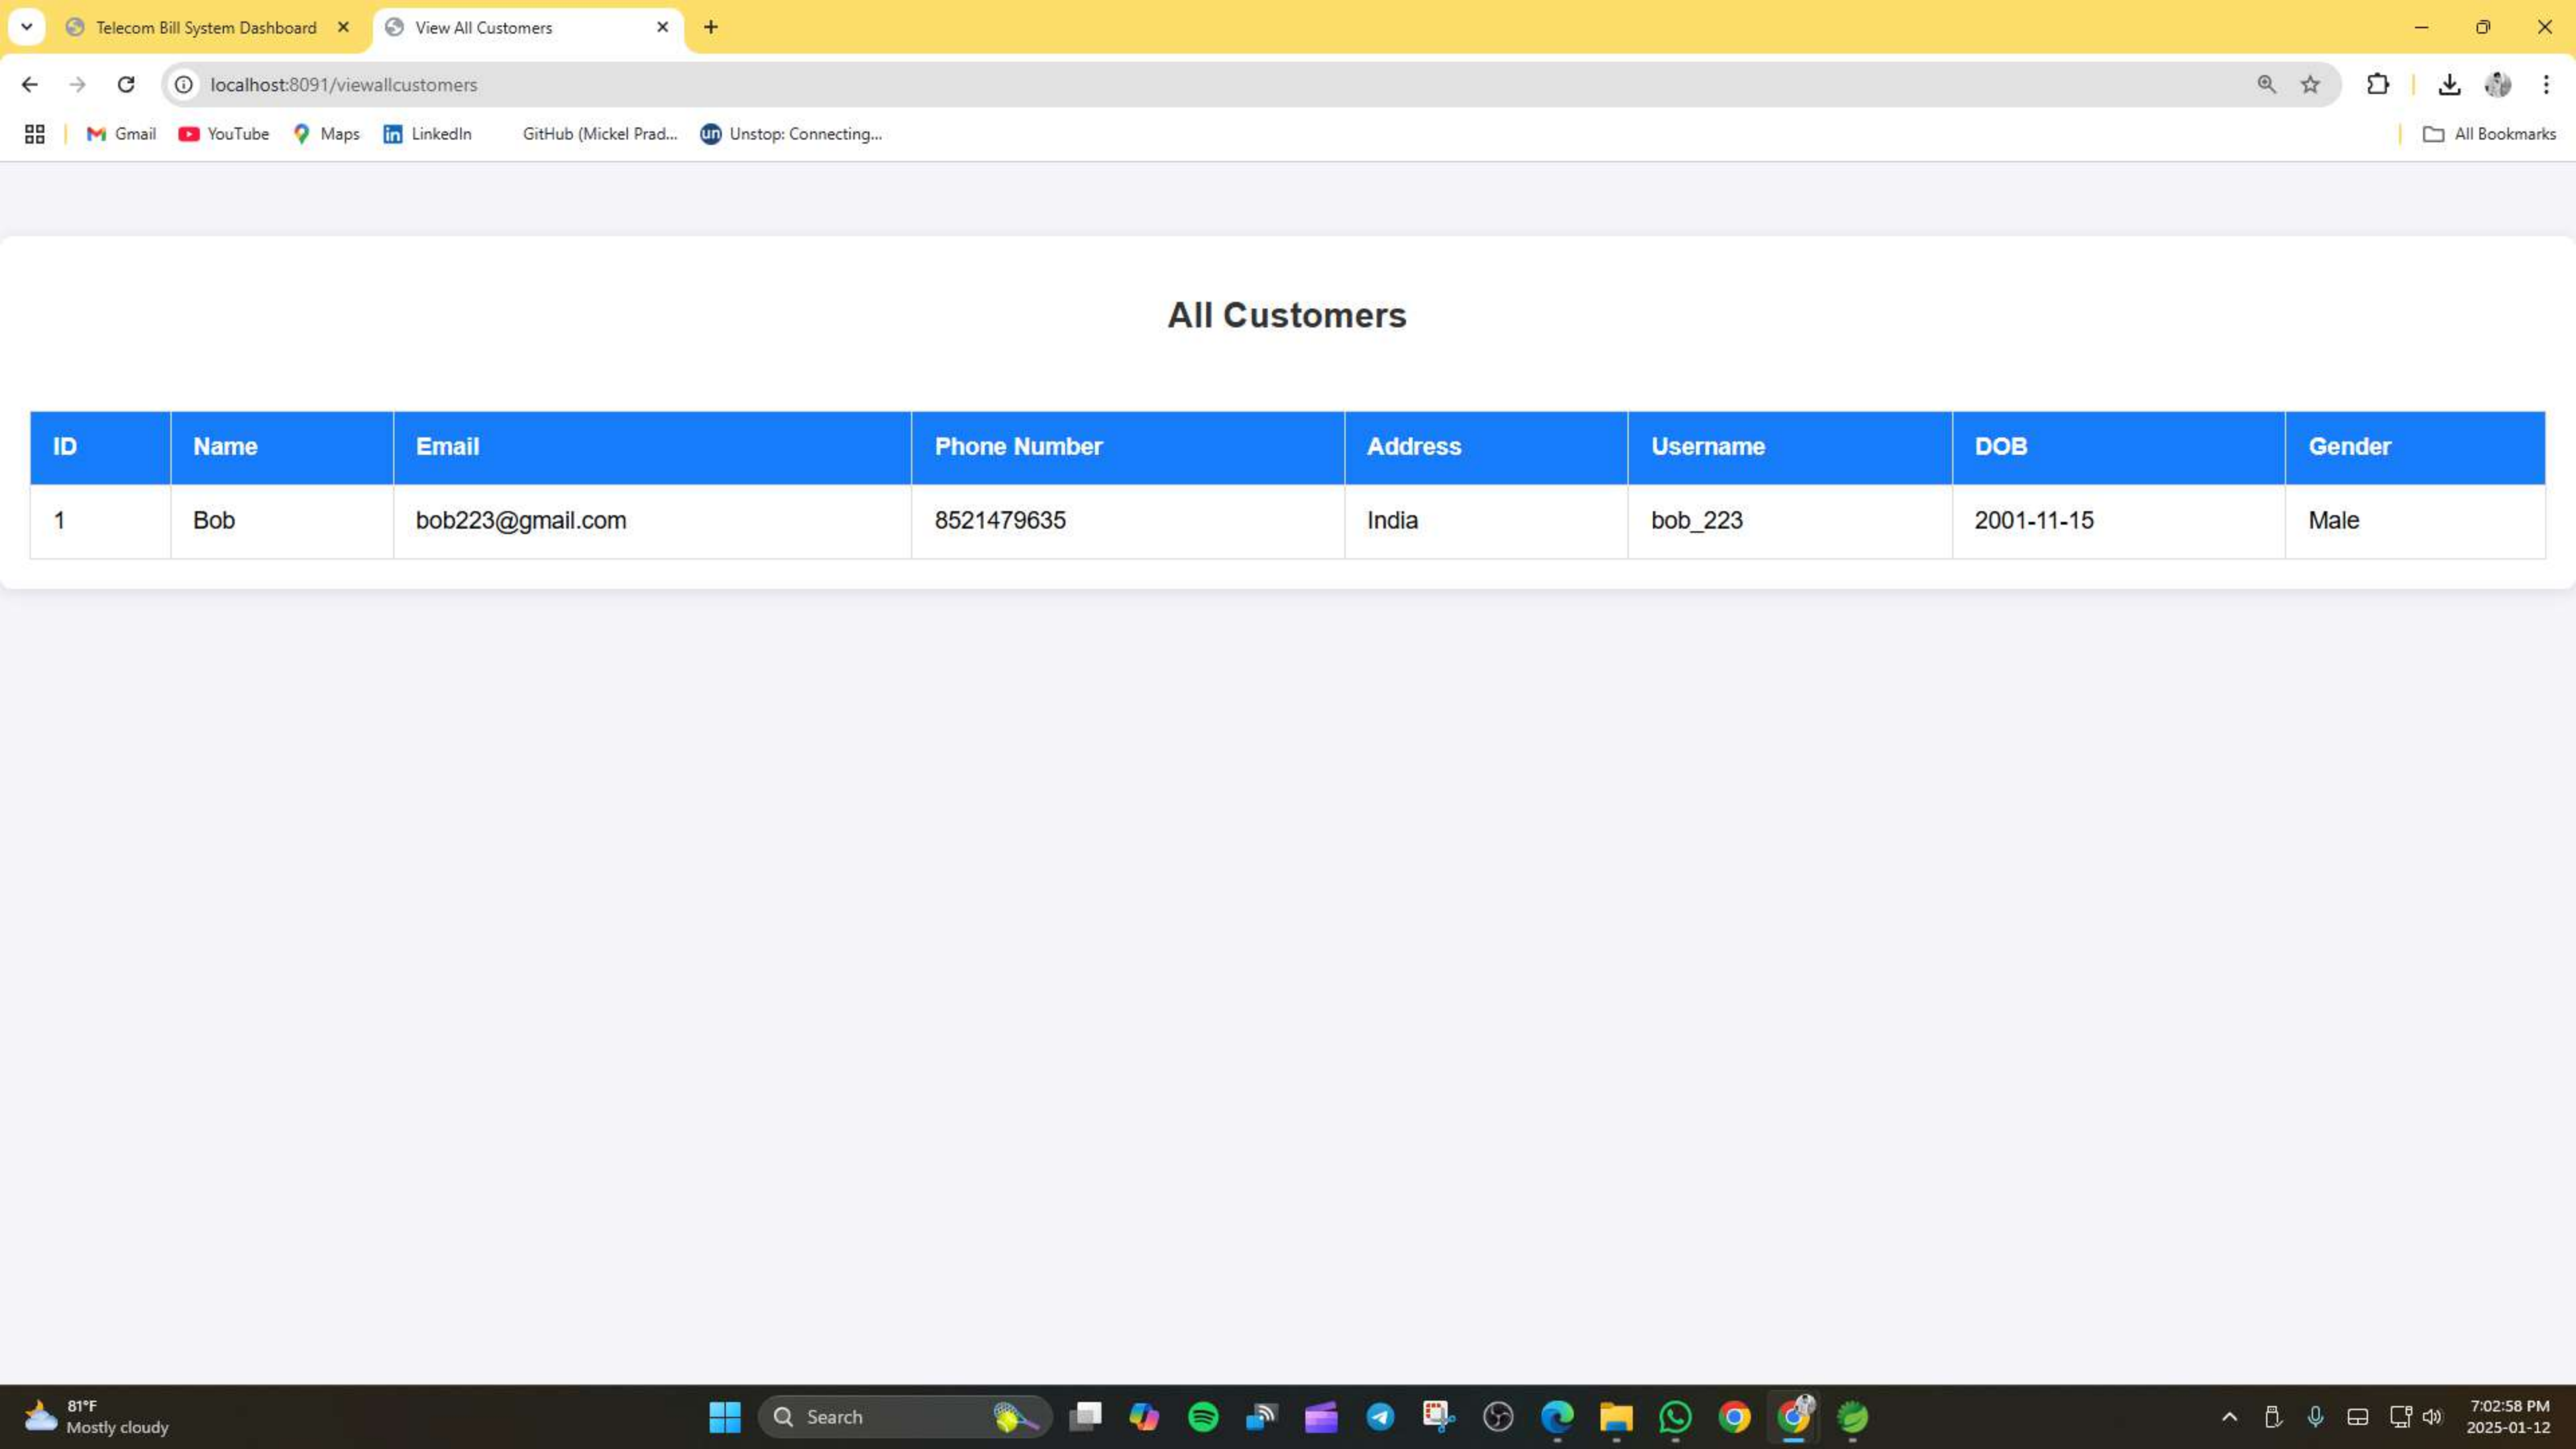 Telecom Bill System Dashboard
View All Customers
localhost:8091/viewallcustomers
Gmail YouTube Maps LinkedIn GitHub (Mickel Prad... Unstop: Connecting... All Bookmarks
All Customers
ID Name Email Phone Number Address Username DOB Gender
1 Bob bob223@gmail.com 8521479635 India bob_223 2001-11-15 Male
81°F
Mostly cloudy
Search
7:02:58 PM
2025-01-12